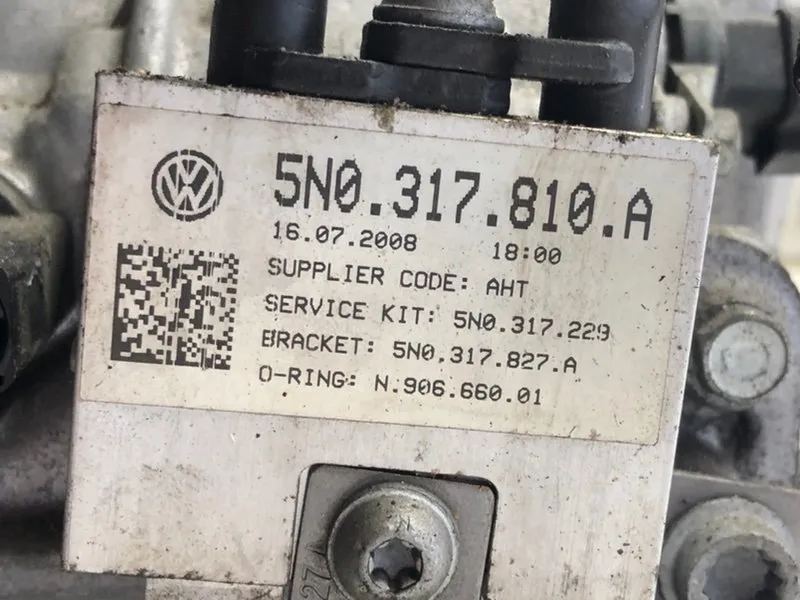 5N0.317.810.A
16.07.2008 18:00
SUPPLIER CODE: AHT
SERVICE KIT: 5N0.317.229
BRACKET: 5N0.317.827.A
O-RING: N.906.660.01